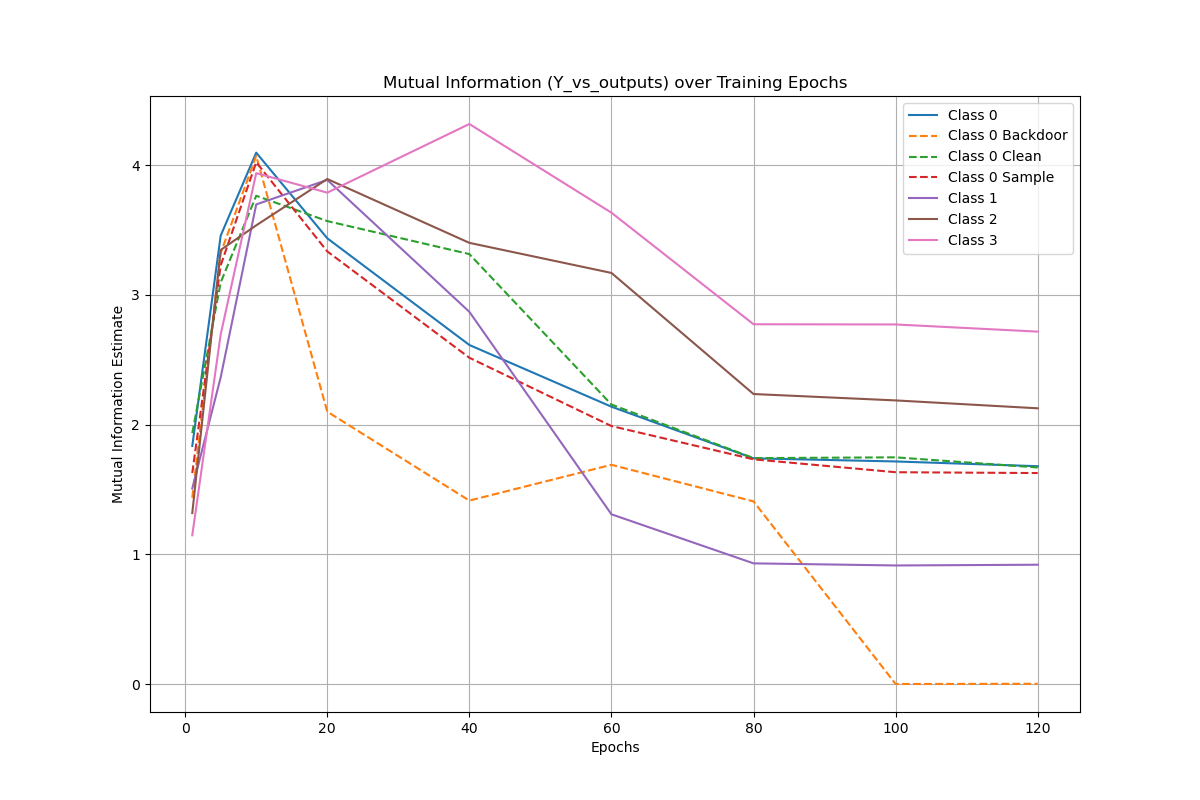 Mutual Information (Y_vs_outputs) over Training Epochs
Mutual Information Estimate
4
3
2
1
0
0 20 40 60 80 100 120
Epochs
Class 0
Class 0 Backdoor
Class 0 Clean
Class 0 Sample
Class 1
Class 2
Class 3